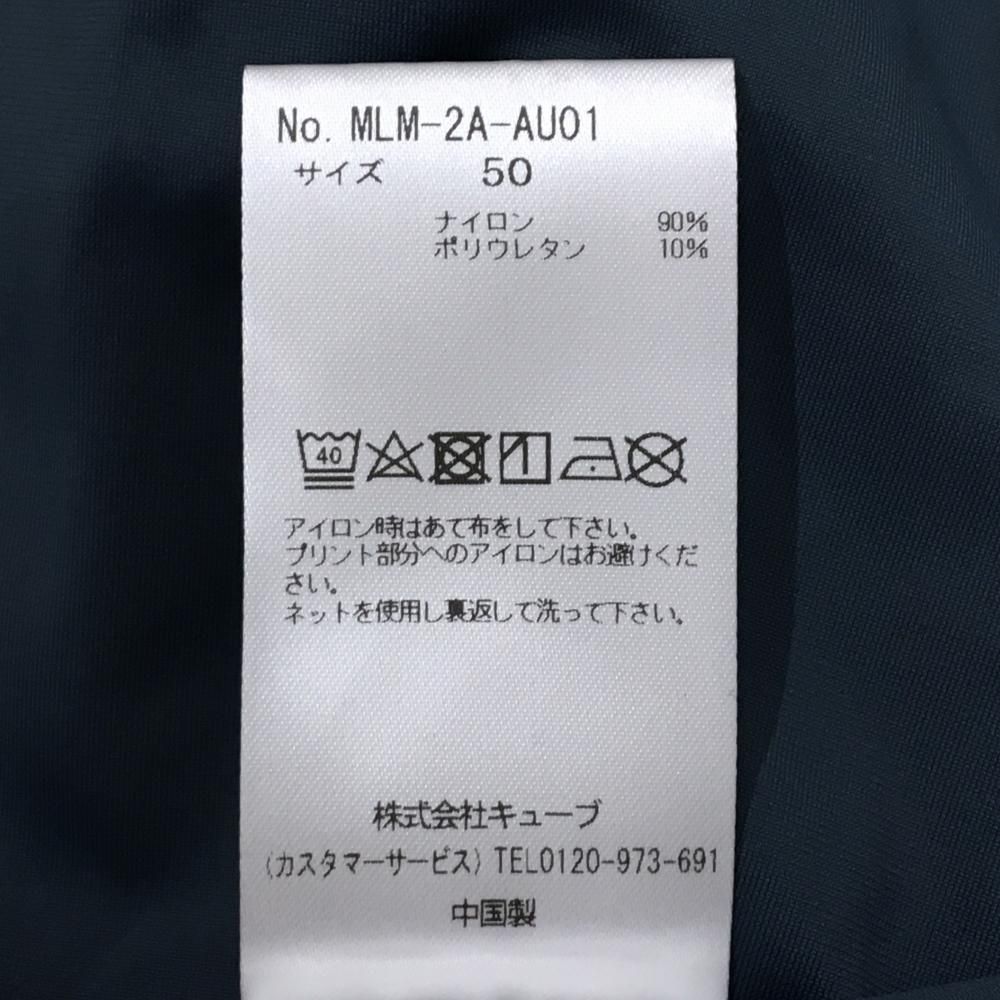 No. MLM-2A-AU01
サイズ 50
ナイロン 90%
ポリウレタン 10%
40
アイロン時はあて布をして下さい。
プリント部分へのアイロンはお避けくだ
さい。
ネットを使用し裏返して洗って下さい。
株式会社キューブ
(カスタマーサービス) TEL0120-973-691
中国製